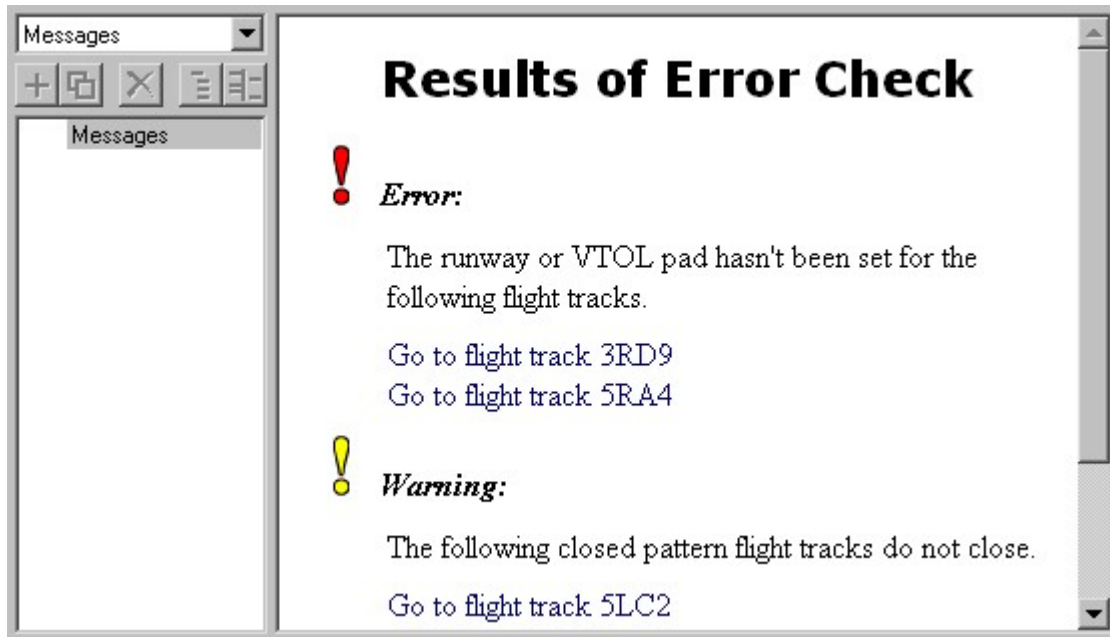 Messages
Messages
Results of Error Check
Error:
The runway or VTOL pad hasn't been set for the
following flight tracks.
Go to flight track 3RD9
Go to flight track 5RA4
Warning:
The following closed pattern flight tracks do not close.
Go to flight track 5LC2